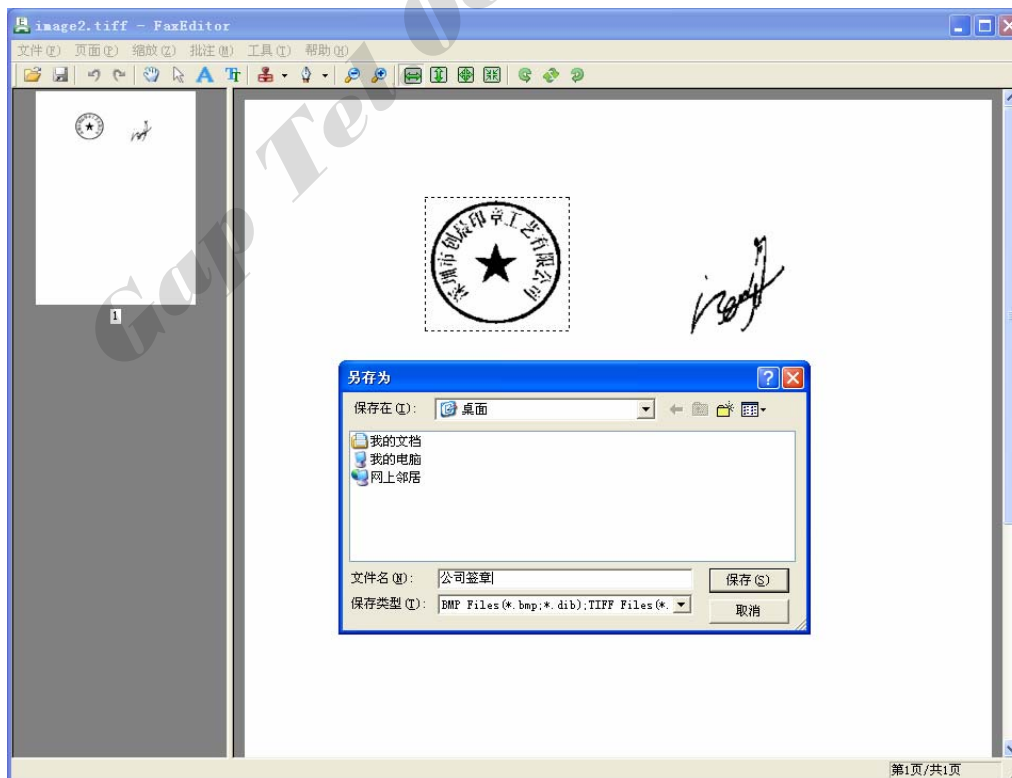 image2.tiff - FaxEditor
文件(F) 页面(P) 缩放(Z) 批注(M) 工具(T) 帮助(H)
1
深圳市创晨印章工艺有限公司
另存为
保存在(I): 桌面
我的文档
我的电脑
网上邻居
文件名(N): 公司签章
保存(S)
保存类型(T): BMP Files(*.bmp;*.dib);TIFF Files(*.
取消
第1页/共1页
Gap Tel